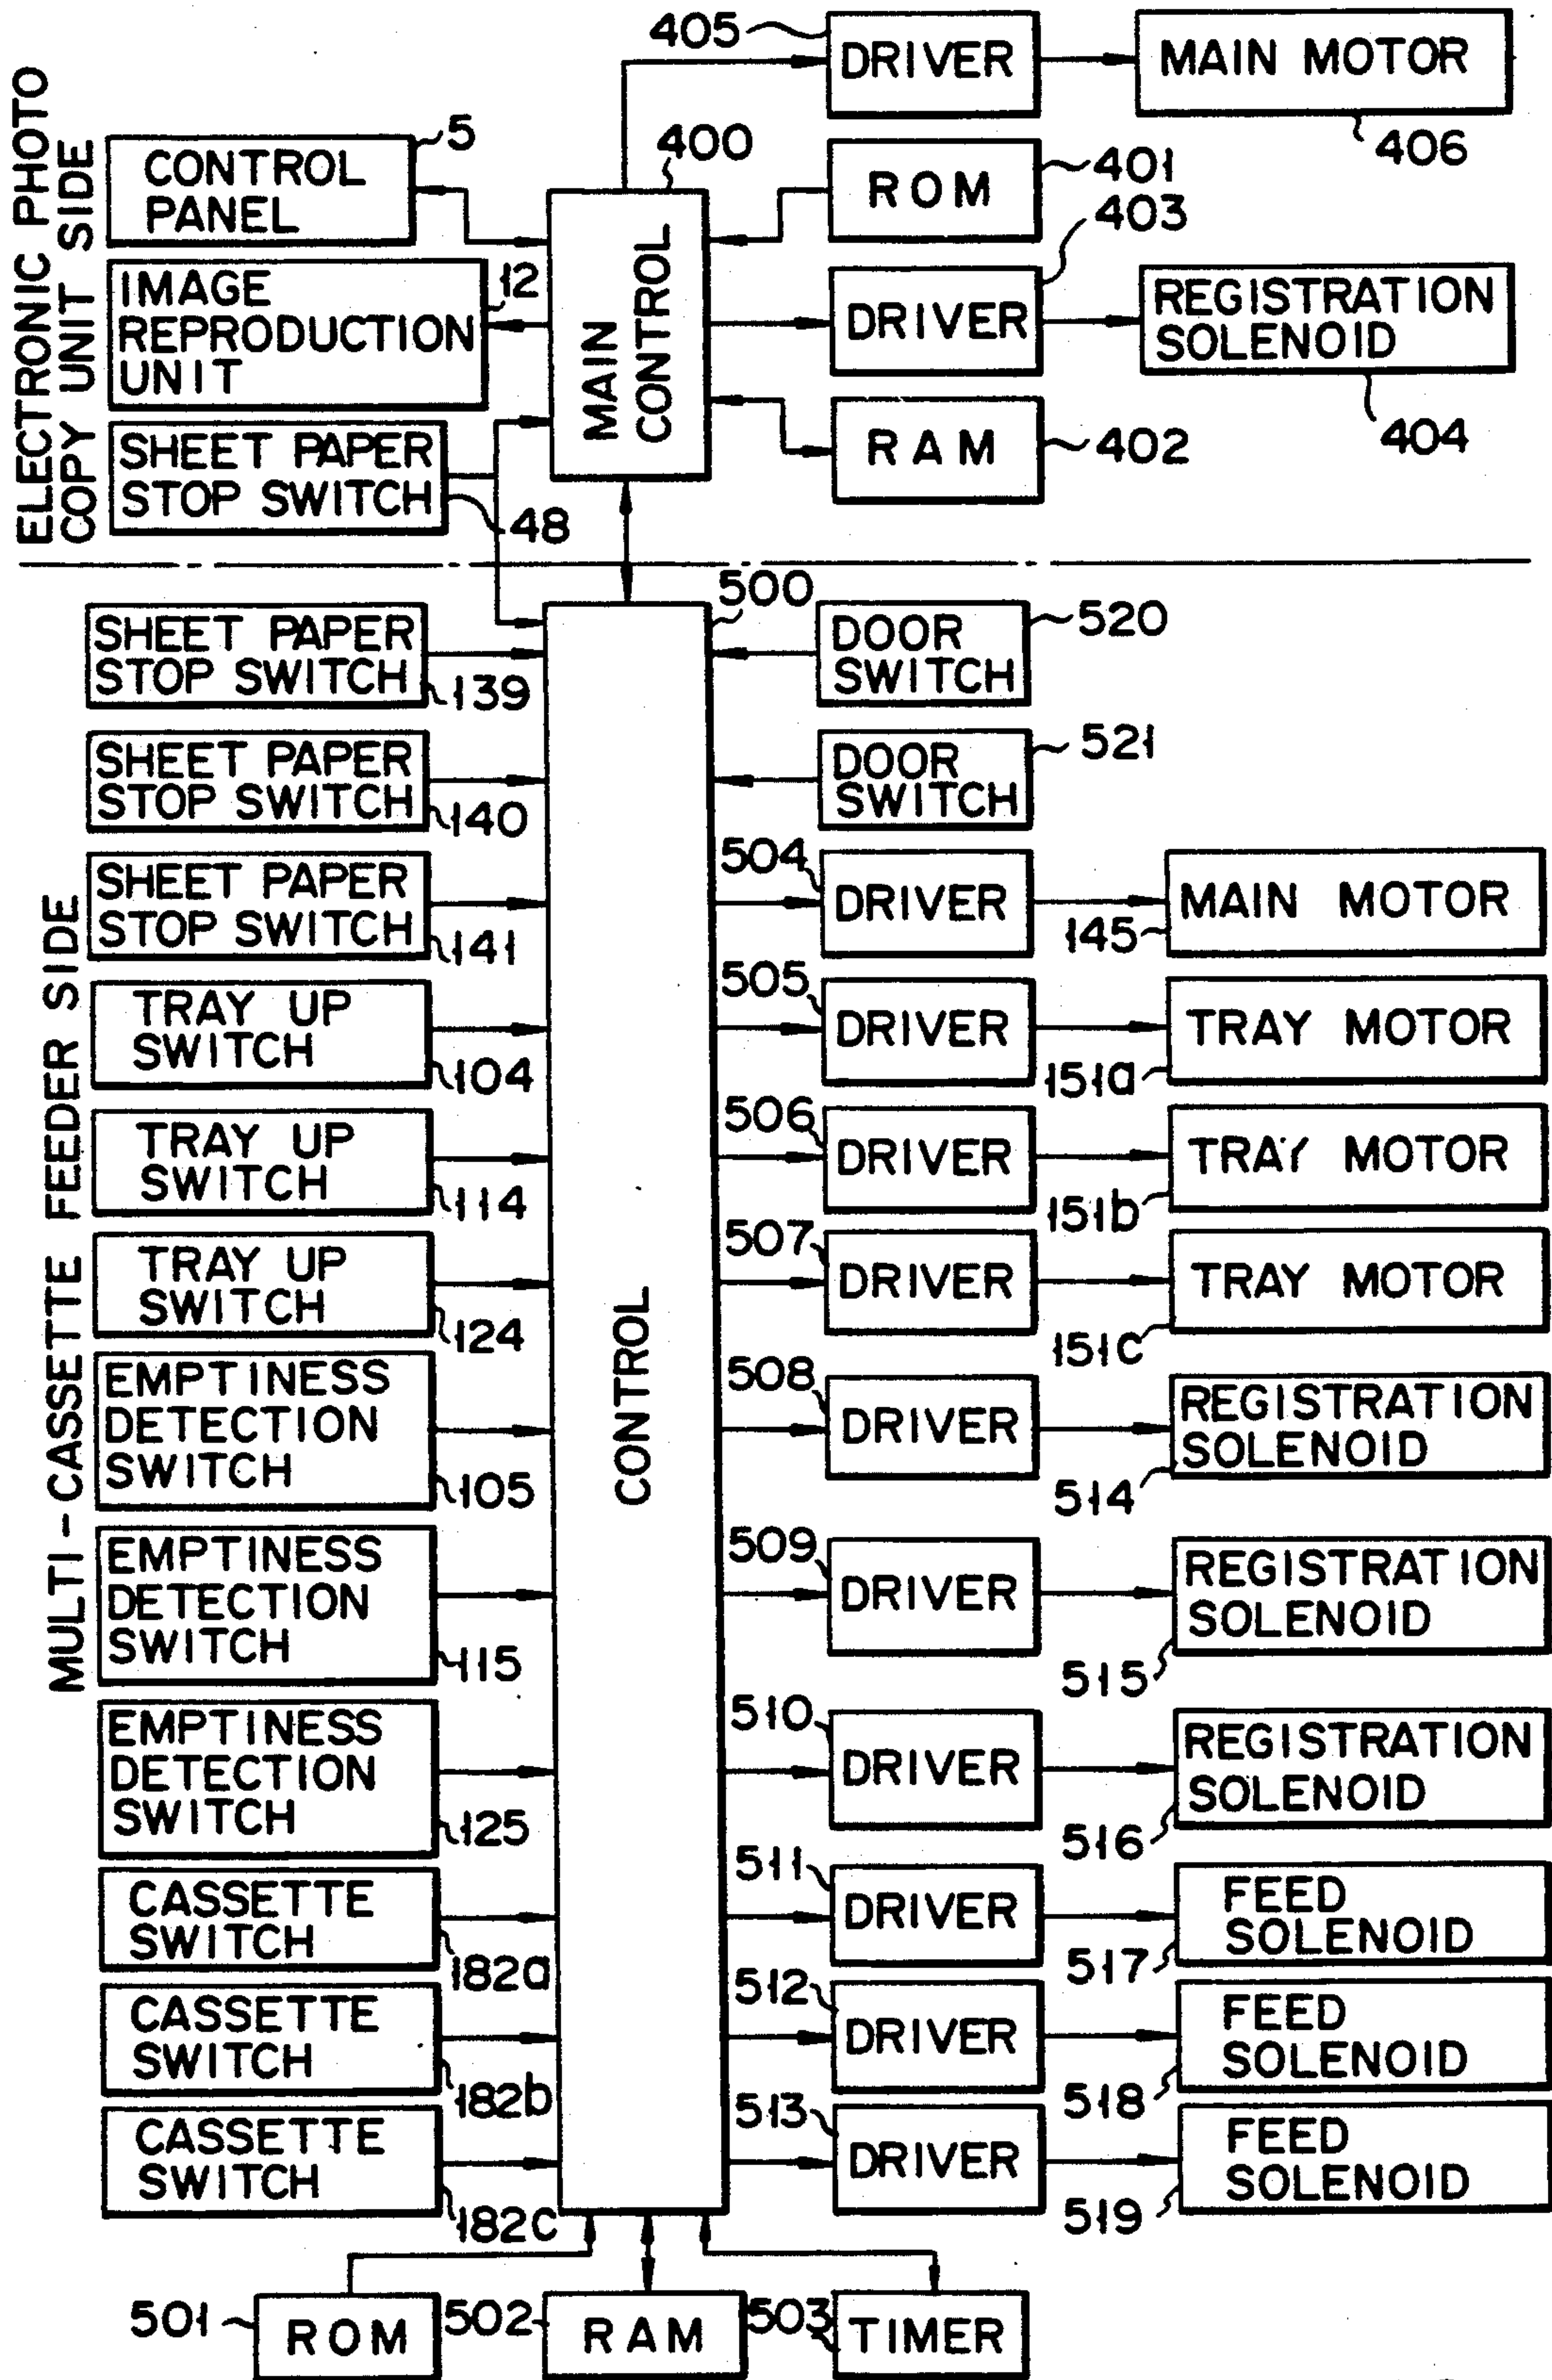 ELECTRONIC PHOTO
COPY UNIT SIDE
405
DRIVER
MAIN MOTOR
406
5
CONTROL
PANEL
400
MAIN
CONTROL
ROM
401
12
IMAGE
REPRODUCTION
UNIT
403
DRIVER
REGISTRATION
SOLENOID
404
SHEET PAPER
STOP SWITCH
48
RAM
402
MULTI-CASSETTE FEEDER SIDE
500
CONTROL
SHEET PAPER
STOP SWITCH
139
DOOR
SWITCH
520
SHEET PAPER
STOP SWITCH
140
DOOR
SWITCH
521
SHEET PAPER
STOP SWITCH
141
504
DRIVER
145
MAIN MOTOR
TRAY UP
SWITCH
104
505
DRIVER
151a
TRAY MOTOR
TRAY UP
SWITCH
114
506
DRIVER
151b
TRAY MOTOR
TRAY UP
SWITCH
124
507
DRIVER
151c
TRAY MOTOR
EMPTINESS
DETECTION
SWITCH
105
508
DRIVER
REGISTRATION
SOLENOID
514
EMPTINESS
DETECTION
SWITCH
115
509
DRIVER
REGISTRATION
SOLENOID
515
EMPTINESS
DETECTION
SWITCH
125
510
DRIVER
REGISTRATION
SOLENOID
516
CASSETTE
SWITCH
182a
511
DRIVER
FEED
SOLENOID
517
CASSETTE
SWITCH
182b
512
DRIVER
FEED
SOLENOID
518
CASSETTE
SWITCH
182c
513
DRIVER
FEED
SOLENOID
519
501
ROM
502
RAM
503
TIMER